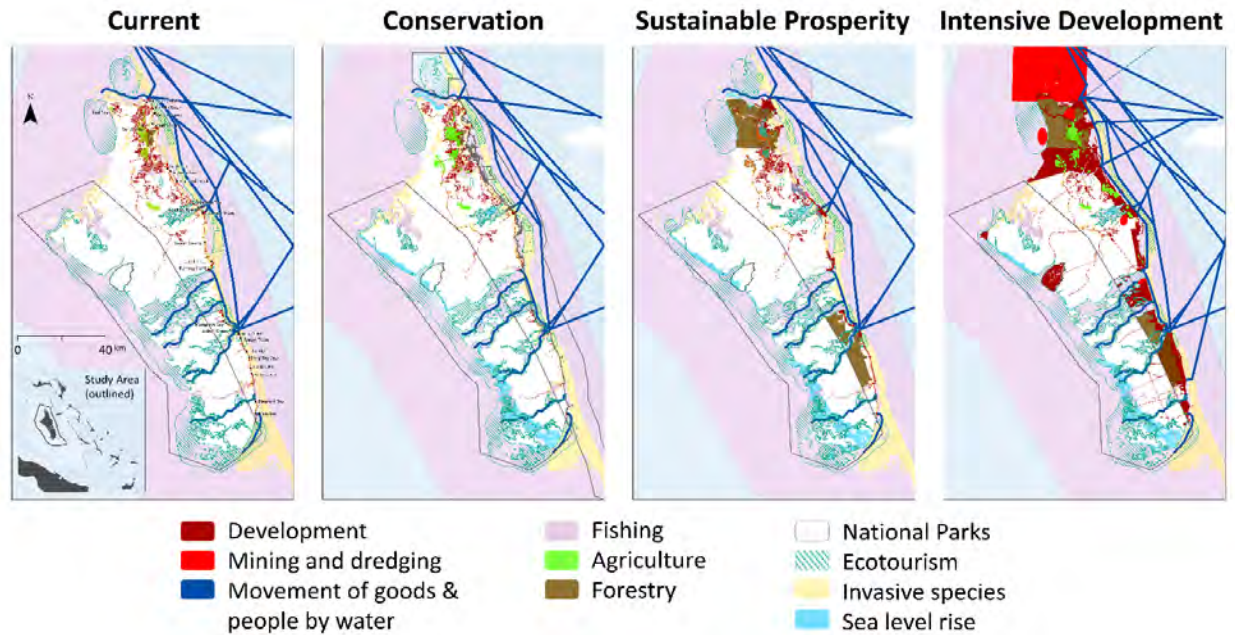 Current
Conservation
Sustainable Prosperity
Intensive Development
N
0 40 km
Study Area
(outlined)
Development
Mining and dredging
Movement of goods &
people by water
Fishing
Agriculture
Forestry
National Parks
Ecotourism
Invasive species
Sea level rise